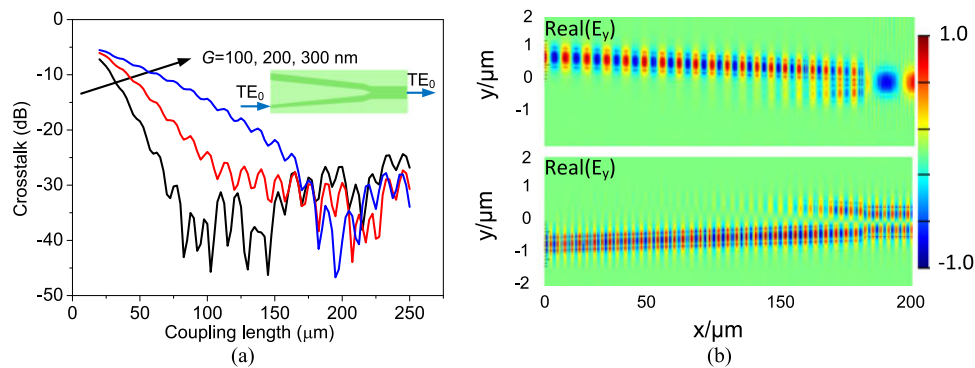 0
-10
-20
-30
-40
-50
Crosstalk (dB)
0
50
100
150
200
250
Coupling length (μm)
G=100, 200, 300 nm
TE0
TE0
(a)
Real(Ey)
2
1
0
-1
-2
y/μm
Real(Ey)
2
1
0
-1
-2
y/μm
0
50
100
150
200
x/μm
1.0
-1.0
(b)